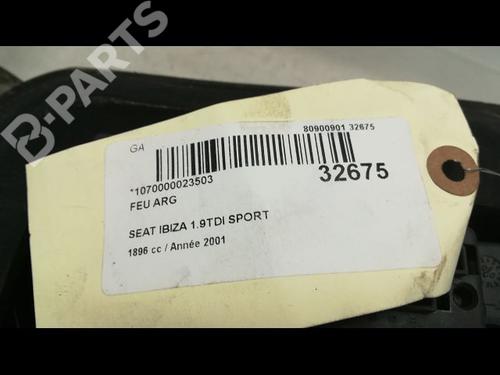 B-PARTS
GA
80900901 32675
*1070000023503
32675
FEU ARG
SEAT IBIZA 1.9TDI SPORT
1896 cc / Année 2001